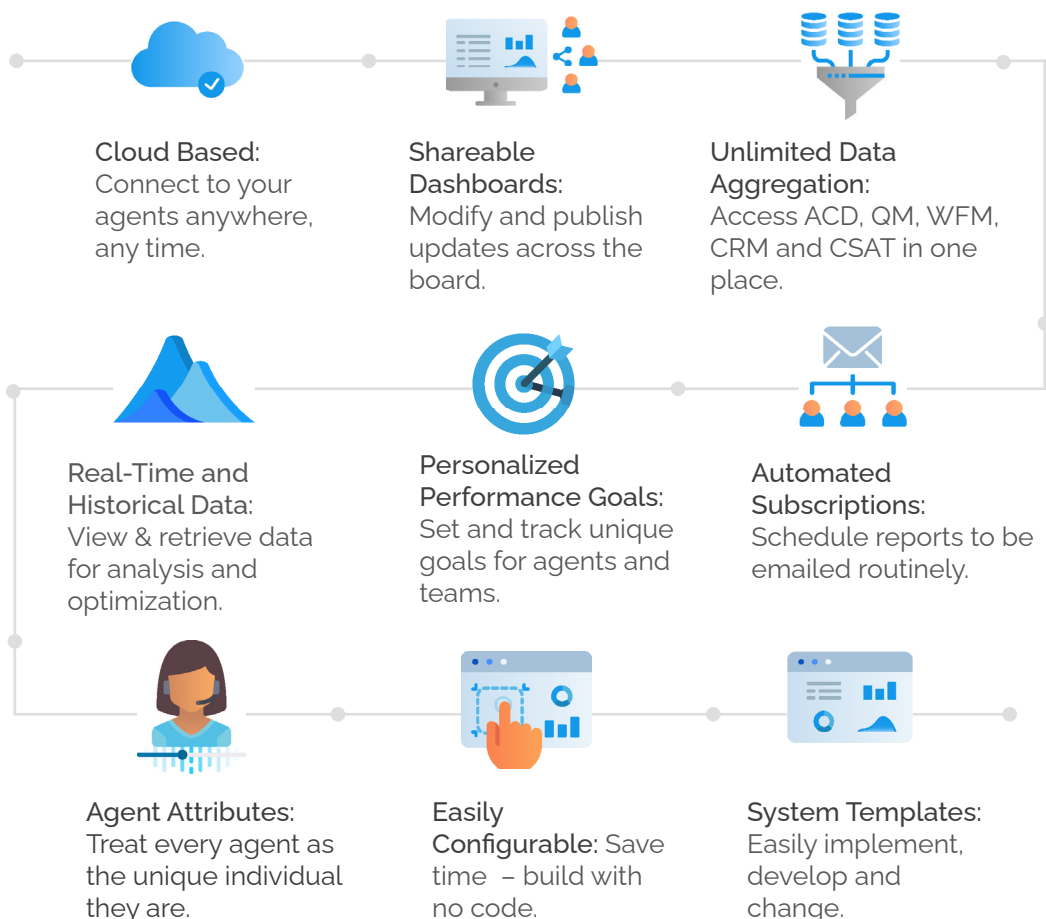 Cloud Based:
Connect to your
agents anywhere,
any time.
Shareable
Dashboards:
Modify and publish
updates across the
board.
Unlimited Data
Aggregation:
Access ACD, QM, WFM,
CRM and CSAT in one
place.
Real-Time and
Historical Data:
View & retrieve data
for analysis and
optimization.
Personalized
Performance Goals:
Set and track unique
goals for agents and
teams.
Automated
Subscriptions:
Schedule reports to be
emailed routinely.
Agent Attributes:
Treat every agent as
the unique individual
they are.
Easily
Configurable: Save
time – build with
no code.
System Templates:
Easily implement,
develop and
change.